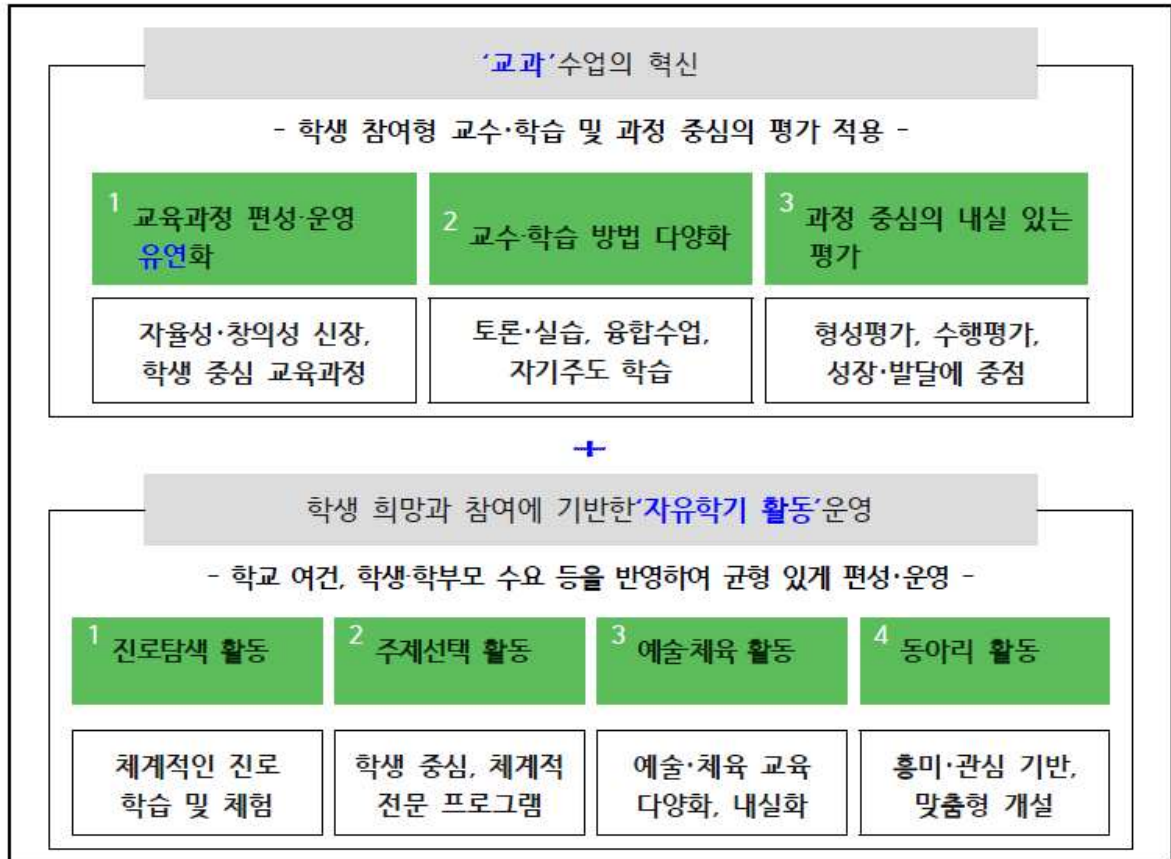 ‘교과’수업의 혁신
- 학생 참여형 교수·학습 및 과정 중심의 평가 적용 -
1 교육과정 편성·운영
유연화
2 교수·학습 방법 다양화
3 과정 중심의 내실 있는
평가
자율성·창의성 신장,
학생 중심 교육과정
토론·실습, 융합수업,
자기주도 학습
형성평가, 수행평가,
성장·발달에 중점
+
학생 희망과 참여에 기반한‘자유학기 활동’운영
- 학교 여건, 학생·학부모 수요 등을 반영하여 균형 있게 편성·운영 -
1 진로탐색 활동
2 주제선택 활동
3 예술·체육 활동
4 동아리 활동
체계적인 진로
학습 및 체험
학생 중심, 체계적
전문 프로그램
예술·체육 교육
다양화, 내실화
흥미·관심 기반,
맞춤형 개설